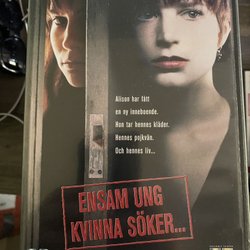 Alison har fått
en ny inneboende.
Hon tar hennes kläder.
Hennes pojkvän.
Och hennes liv...
ENSAM UNG
KVINNA SÖKER...